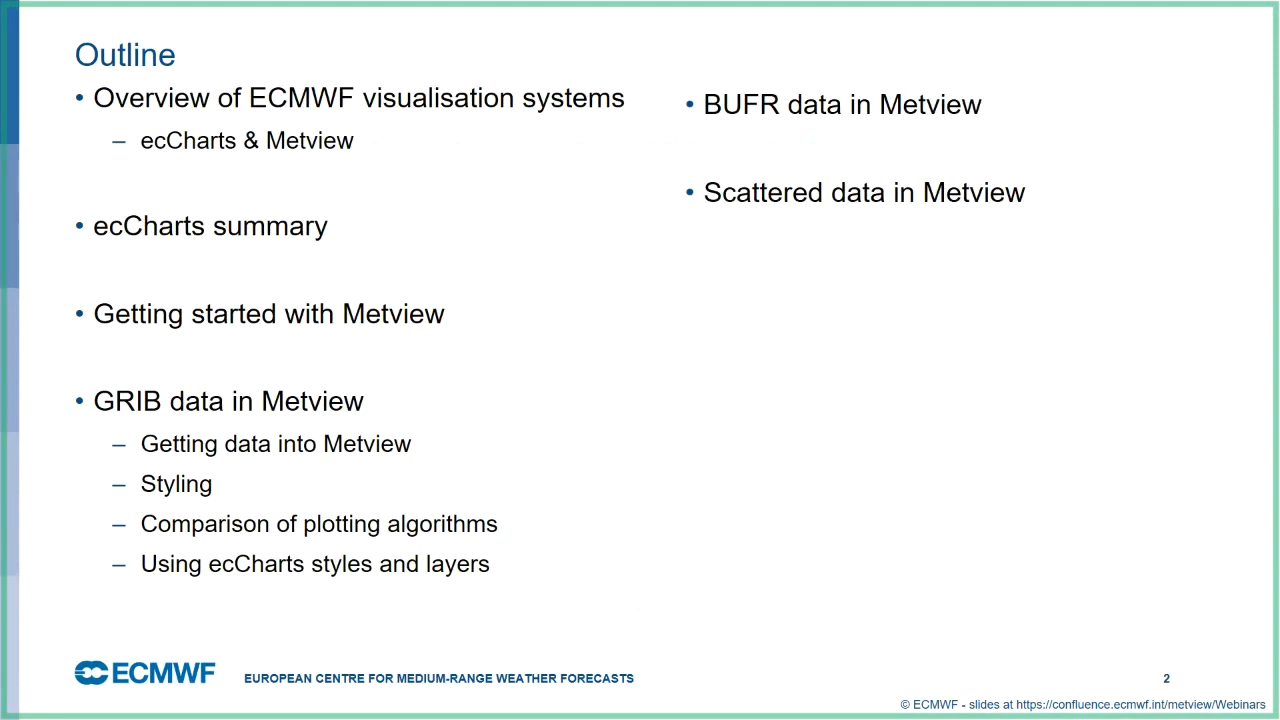 Outline
• Overview of ECMWF visualisation systems
– ecCharts & Metview
• ecCharts summary
• Getting started with Metview
• GRIB data in Metview
– Getting data into Metview
– Styling
– Comparison of plotting algorithms
– Using ecCharts styles and layers
• BUFR data in Metview
• Scattered data in Metview
ECMWF
EUROPEAN CENTRE FOR MEDIUM-RANGE WEATHER FORECASTS
2
© ECMWF - slides at https://confluence.ecmwf.int/metview/Webinars